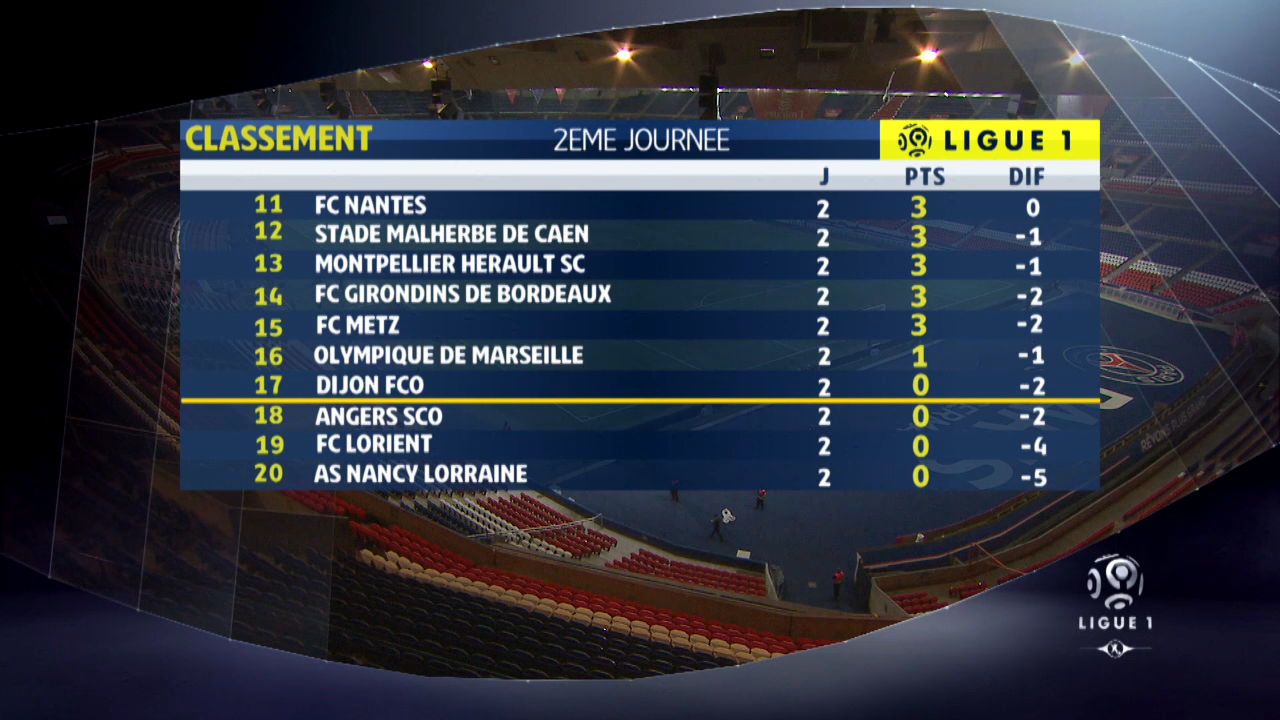 CLASSEMENT 2EME JOURNEE LIGUE 1
J PTS DIF
11 FC NANTES 2 3 0
12 STADE MALHERBE DE CAEN 2 3 -1
13 MONTPELLIER HERAULT SC 2 3 -1
14 FC GIRONDINS DE BORDEAUX 2 3 -2
15 FC METZ 2 3 -2
16 OLYMPIQUE DE MARSEILLE 2 1 -1
17 DIJON FCO 2 0 -2
18 ANGERS SCO 2 0 -2
19 FC LORIENT 2 0 -4
20 AS NANCY LORRAINE 2 0 -5
PARIS
LIGUE 1